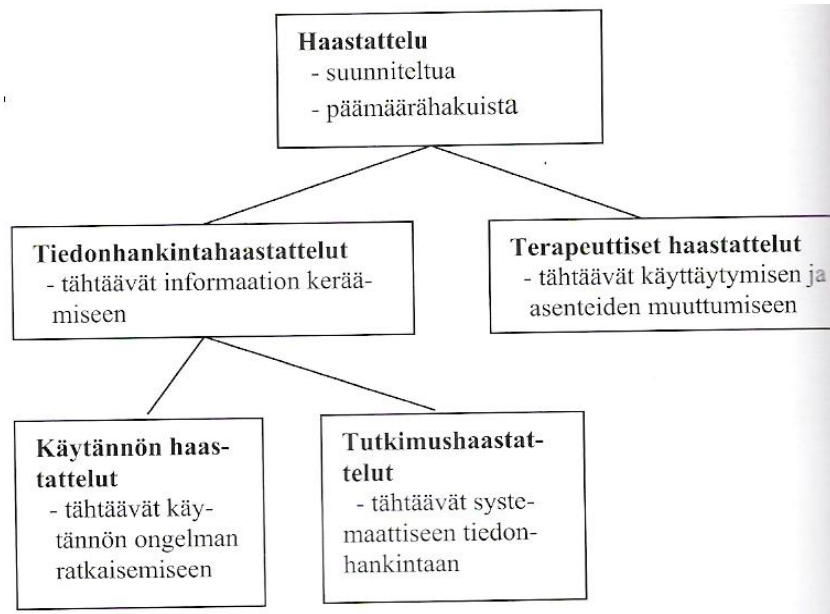 Haastattelu
- suunniteltua
- päämäärähakuista
Tiedonhankintahaastattelut
- tähtäävät informaation kerää-
miseen
Terapeuttiset haastattelut
- tähtäävät käyttäytymisen ja
asenteiden muuttumiseen
Käytännön haas-
tattelut
- tähtäävät käy-
tännön ongelman
ratkaisemiseen
Tutkimushaastat-
telut
- tähtäävät syste-
maattiseen tiedon-
hankintaan